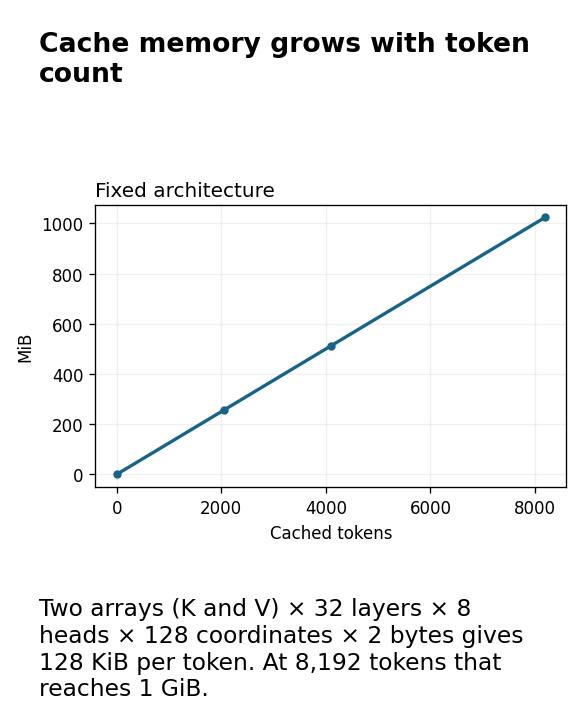 Cache memory grows with token
count
Fixed architecture
1000
800
600
400
200
0
MiB
0 2000 4000 6000 8000
Cached tokens
Two arrays (K and V) × 32 layers × 8
heads × 128 coordinates × 2 bytes gives
128 KiB per token. At 8,192 tokens that
reaches 1 GiB.